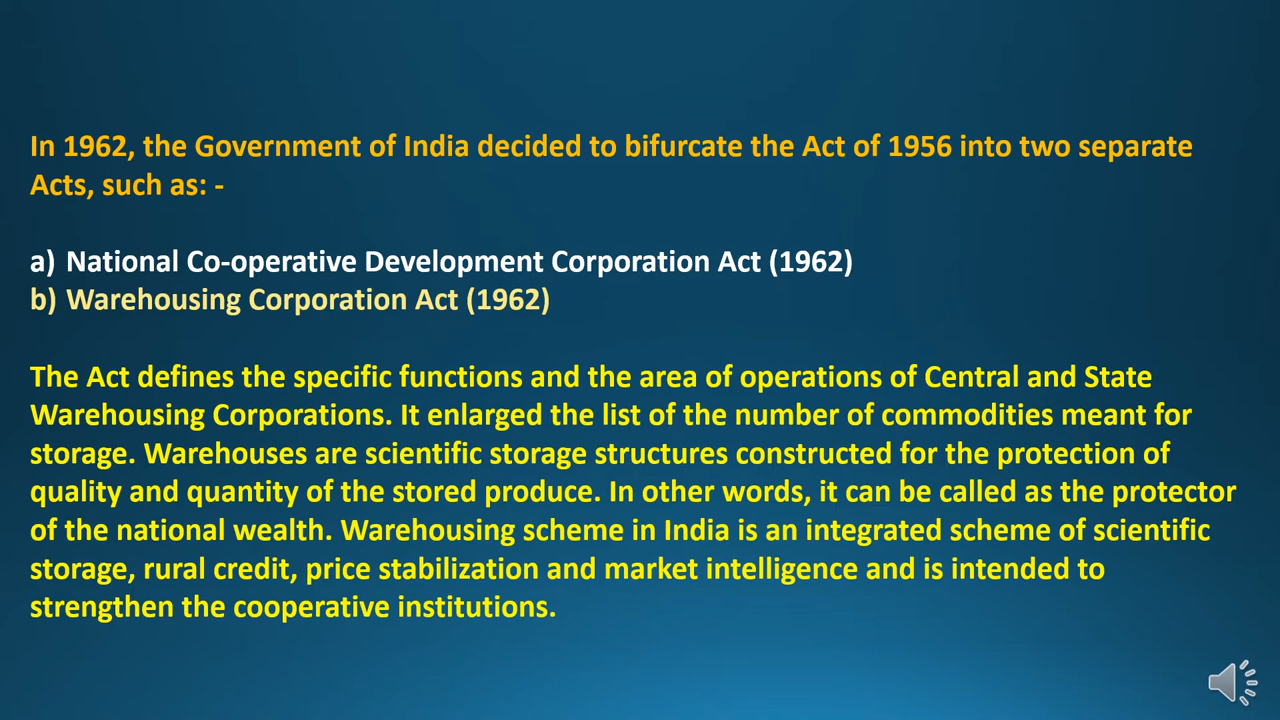 In 1962, the Government of India decided to bifurcate the Act of 1956 into two separate
Acts, such as: -
a) National Co-operative Development Corporation Act (1962)
b) Warehousing Corporation Act (1962)
The Act defines the specific functions and the area of operations of Central and State
Warehousing Corporations. It enlarged the list of the number of commodities meant for
storage. Warehouses are scientific storage structures constructed for the protection of
quality and quantity of the stored produce. In other words, it can be called as the protector
of the national wealth. Warehousing scheme in India is an integrated scheme of scientific
storage, rural credit, price stabilization and market intelligence and is intended to
strengthen the cooperative institutions.